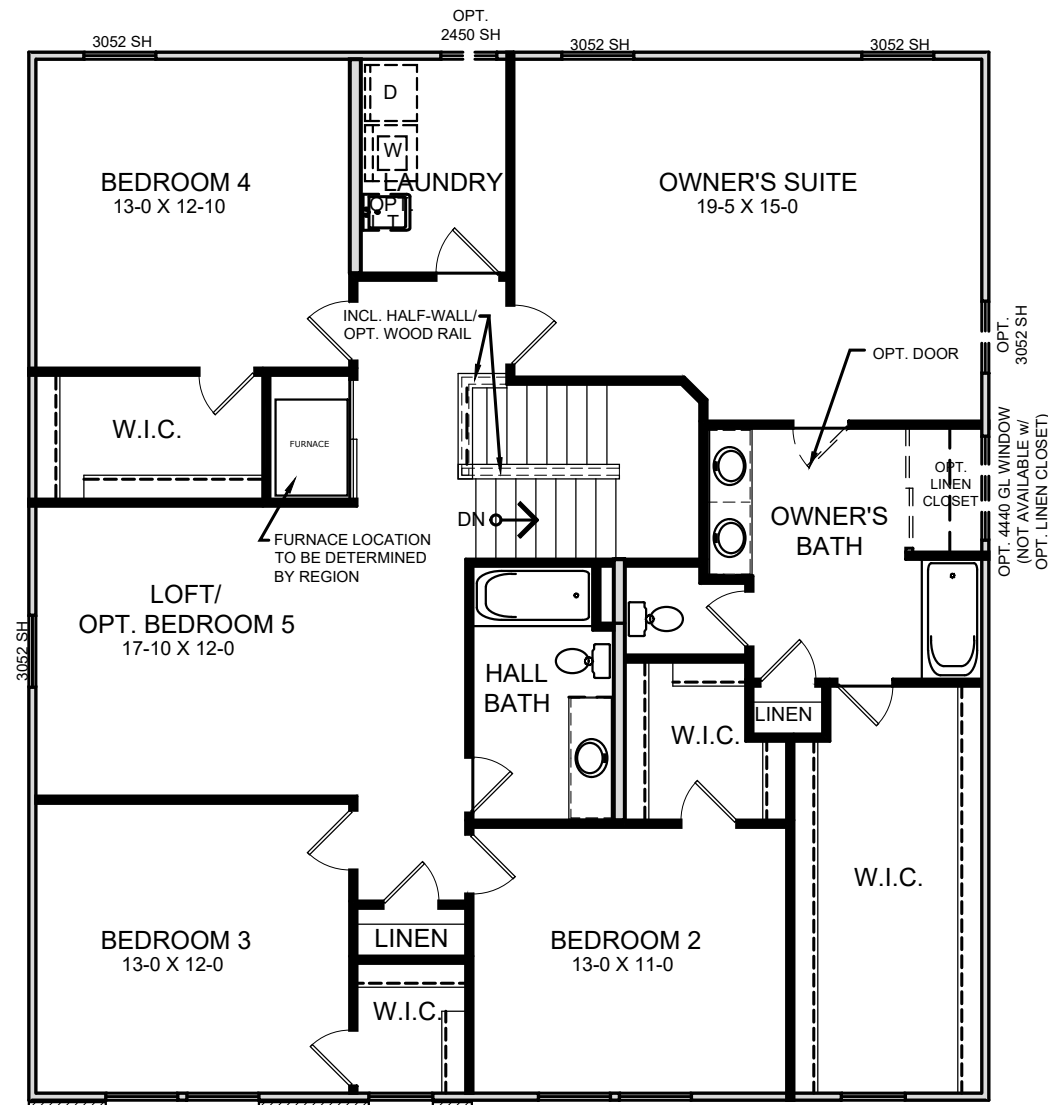 OPT.
2450 SH
3052 SH
3052 SH
3052 SH
D
W
LAUNDRY
OP
LT
BEDROOM 4
13-0 X 12-10
OWNER'S SUITE
19-5 X 15-0
INCL. HALF-WALL/
OPT. WOOD RAIL
OPT.
3052 SH
OPT. DOOR
W.I.C.
FURNACE
OPT.
LINEN
CLOSET
OPT. 4440 GL WINDOW
(NOT AVAILABLE w/
OPT. LINEN CLOSET)
DN
OWNER'S
BATH
FURNACE LOCATION
TO BE DETERMINED
BY REGION
LOFT/
OPT. BEDROOM 5
17-10 X 12-0
3052 SH
HALL
BATH
LINEN
W.I.C.
W.I.C.
BEDROOM 3
13-0 X 12-0
LINEN
BEDROOM 2
13-0 X 11-0
W.I.C.